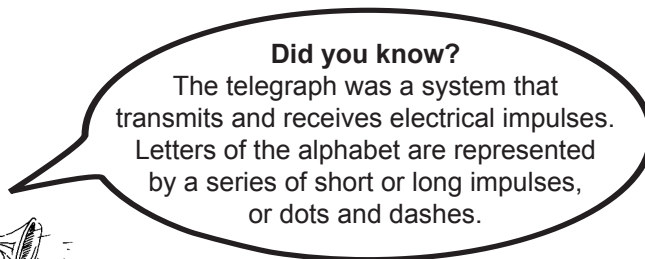 Did you know?
The telegraph was a system that
transmits and receives electrical impulses.
Letters of the alphabet are represented
by a series of short or long impulses,
or dots and dashes.